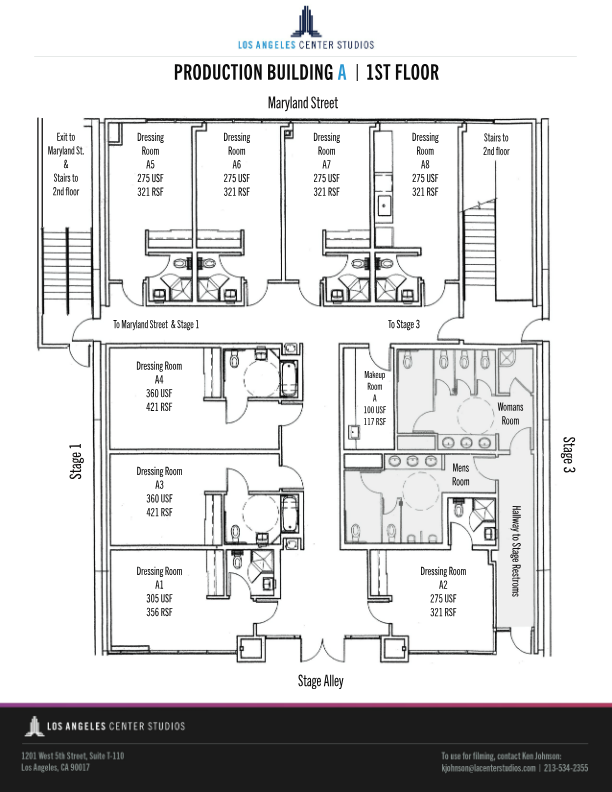 LOS ANGELES CENTER STUDIOS
PRODUCTION BUILDING A | 1ST FLOOR
Maryland Street
Exit to
Maryland St.
&
Stairs to
2nd floor
Dressing
Room
A5
275 USF
321 RSF
Dressing
Room
A6
275 USF
321 RSF
Dressing
Room
A7
275 USF
321 RSF
Dressing
Room
A8
275 USF
321 RSF
Stairs to
2nd floor
To Maryland Street & Stage 1
To Stage 3
Dressing Room
A4
360 USF
421 RSF
Makeup
Room
A
100 USF
117 RSF
Womans
Room
Stage 1
Stage 3
Dressing Room
A3
360 USF
421 RSF
Mens
Room
Hallway to Stage Restroms
Dressing Room
A1
305 USF
356 RSF
Dressing Room
A2
275 USF
321 RSF
Stage Alley
LOS ANGELES CENTER STUDIOS
1201 West 5th Street, Suite T-110
Los Angeles, CA 90017
To use for filming, contact Ken Johnson:
kjohnson@lacenterstudios.com | 213-534-2355